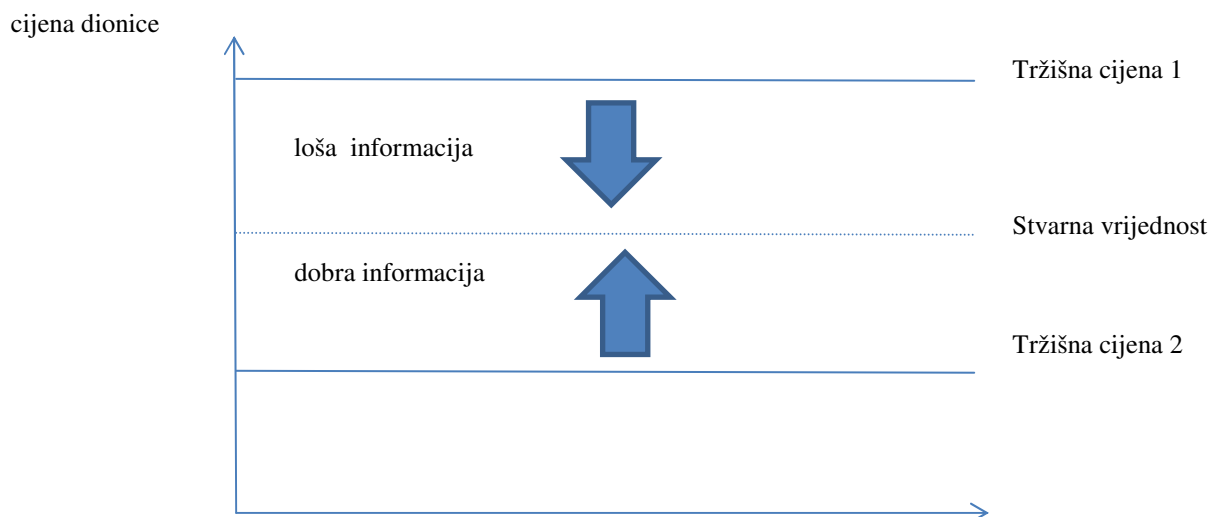 cijena dionice
Tržišna cijena 1
loša informacija
Stvarna vrijednost
dobra informacija
Tržišna cijena 2